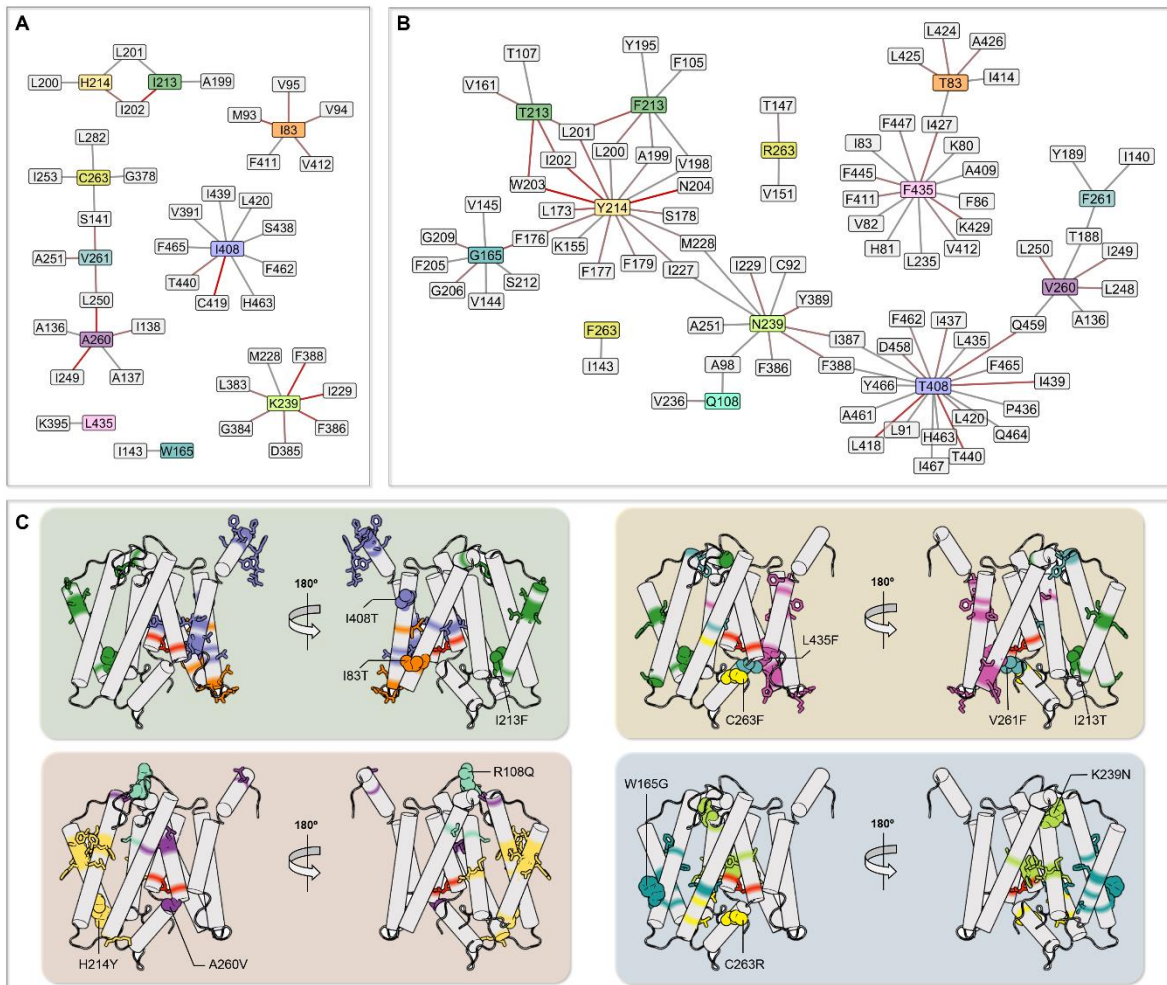 A
L201
L200
H214
I213
A199
I202
V95
M93
V94
I83
F411
V412
L282
I253
C263
G378
S141
A251
V261
L250
A136
I138
A260
I249
A137
I439
V391
L420
S438
I408
F465
F462
T440
H463
C419
M228
F388
L383
I229
K239
G384
F386
D385
K395
L435
I143
W165
B
T107
Y195
F105
V161
T213
F213
L201
I202
L200
A199
V198
W203
N204
Y214
L173
S178
V145
G209
F176
K155
M228
G165
F205
F177
F179
I227
G206
S212
V144
T147
R263
V151
L424
L425
A426
T83
I414
F447
I427
I83
K80
F445
A409
F435
F411
F86
V82
K429
H81
V412
L235
Y189
I140
F261
T188
L250
I249
V260
L248
A136
Q459
I229
C92
Y389
A251
N239
I387
F388
A98
F386
V236
Q108
F263
I143
F462
I437
D458
L435
F465
Y466
T408
I439
A461
P436
L420
L91
L418
H463
Q464
T440
I467
C
180º
I408T
I83T
I213F
180º
L435F
C263F
V261F
I213T
180º
R108Q
H214Y
A260V
180º
W165G
K239N
C263R